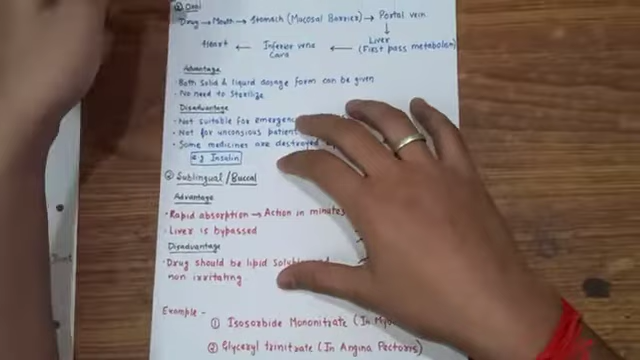 ① Oral
Drug → Mouth → Stomach (Mucosal Barrier) → Portal vein
↓
Heart ← Inferior vena Cava ← Liver (First pass metabolism)
Advantage
• Both Solid & liquid dosage form can be given
• No need to Sterilize
Disadvantage
• Not suitable for
• Not for unconsious patient
• Some medicines are destroyed
e.g Insulin
② Sublingual/Buccal
Advantage
• Rapid absorption → Action in minutes
• Liver is bypassed
Disadvantage
• Drug should be lipid
non irritating
Example -
① Isosorbide Mononitrate (In
② Glyceryl trinitrate (In Angina Pectoris)